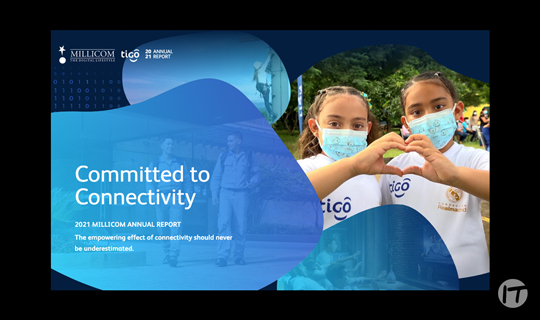 MILLICOM
THE DIGITAL LIFESTYLE
tigo
20 ANNUAL
21 REPORT
Committed to
Connectivity
2021 MILLICOM ANNUAL REPORT
The empowering effect of connectivity should never
be underestimated.
tigo
tigo
IT